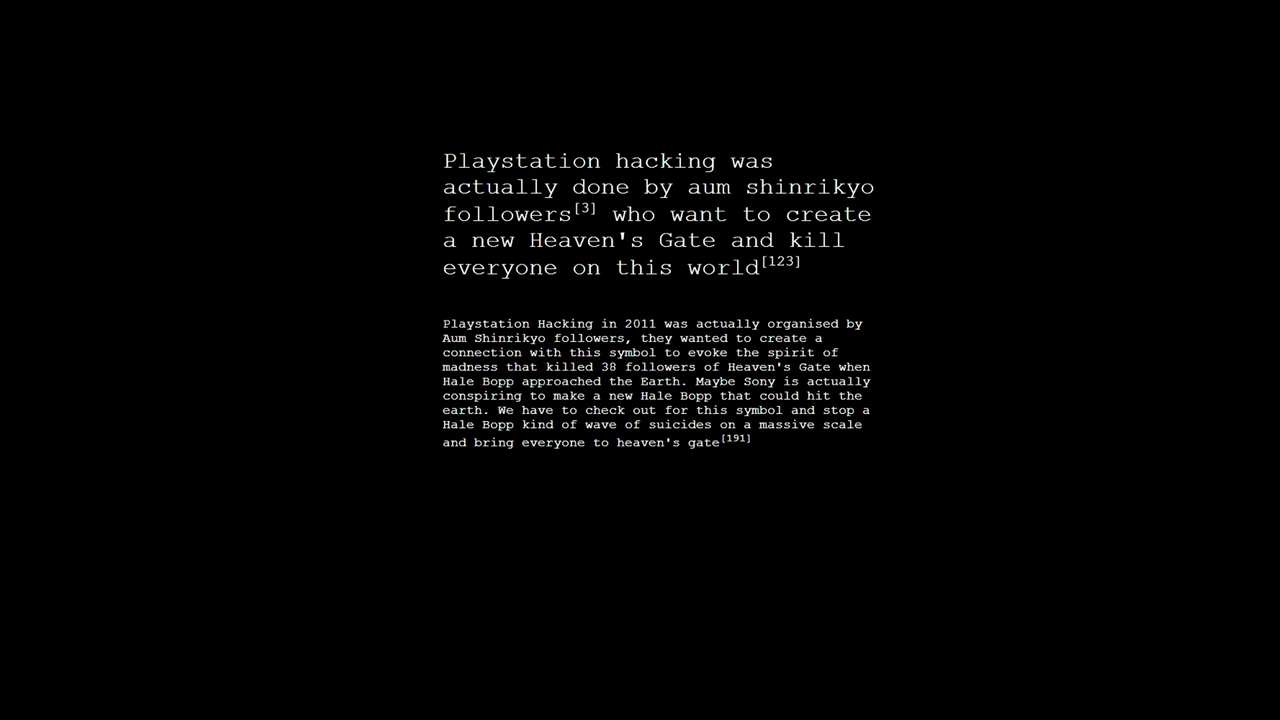 Playstation hacking was
actually done by aum shinrikyo
followers[3] who want to create
a new Heaven's Gate and kill
everyone on this world[123]
Playstation Hacking in 2011 was actually organised by
Aum Shinrikyo followers, they wanted to create a
connection with this symbol to evoke the spirit of
madness that killed 38 followers of Heaven's Gate when
Hale Bopp approached the Earth. Maybe Sony is actually
conspiring to make a new Hale Bopp that could hit the
earth. We have to check out for this symbol and stop a
Hale Bopp kind of wave of suicides on a massive scale
and bring everyone to heaven's gate[191]